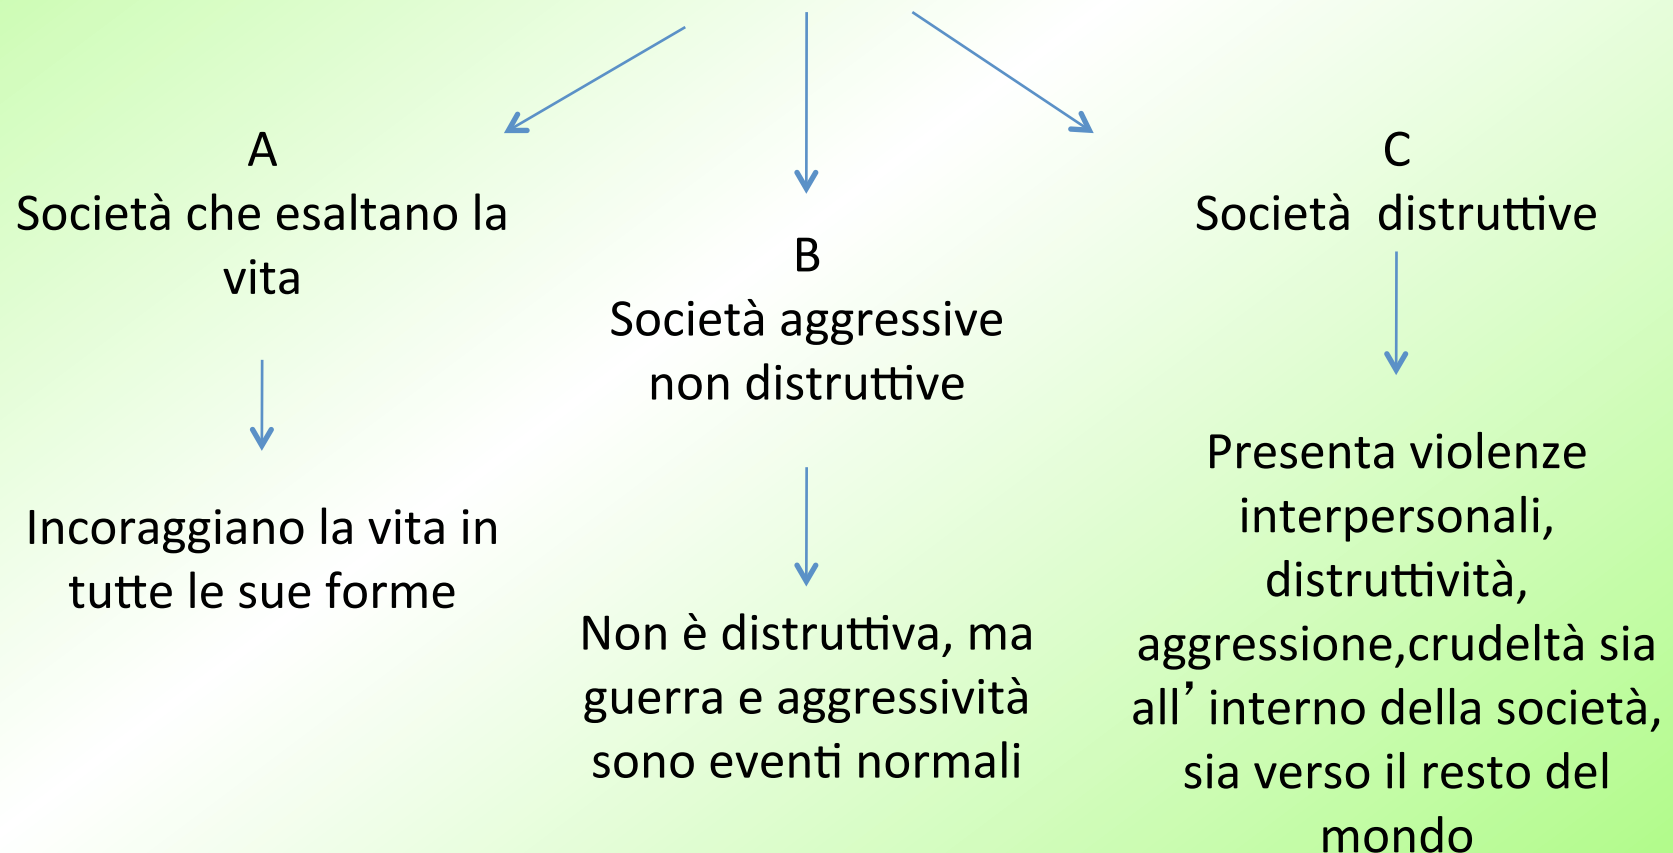 A
Società che esaltano la
vita
Incoraggiano la vita in
tutte le sue forme
B
Società aggressive
non distruttive
Non è distruttiva, ma
guerra e aggressività
sono eventi normali
C
Società  distruttive
Presenta violenze
interpersonali,
distruttività,
aggressione,crudeltà sia
all’ interno della società,
sia verso il resto del
mondo